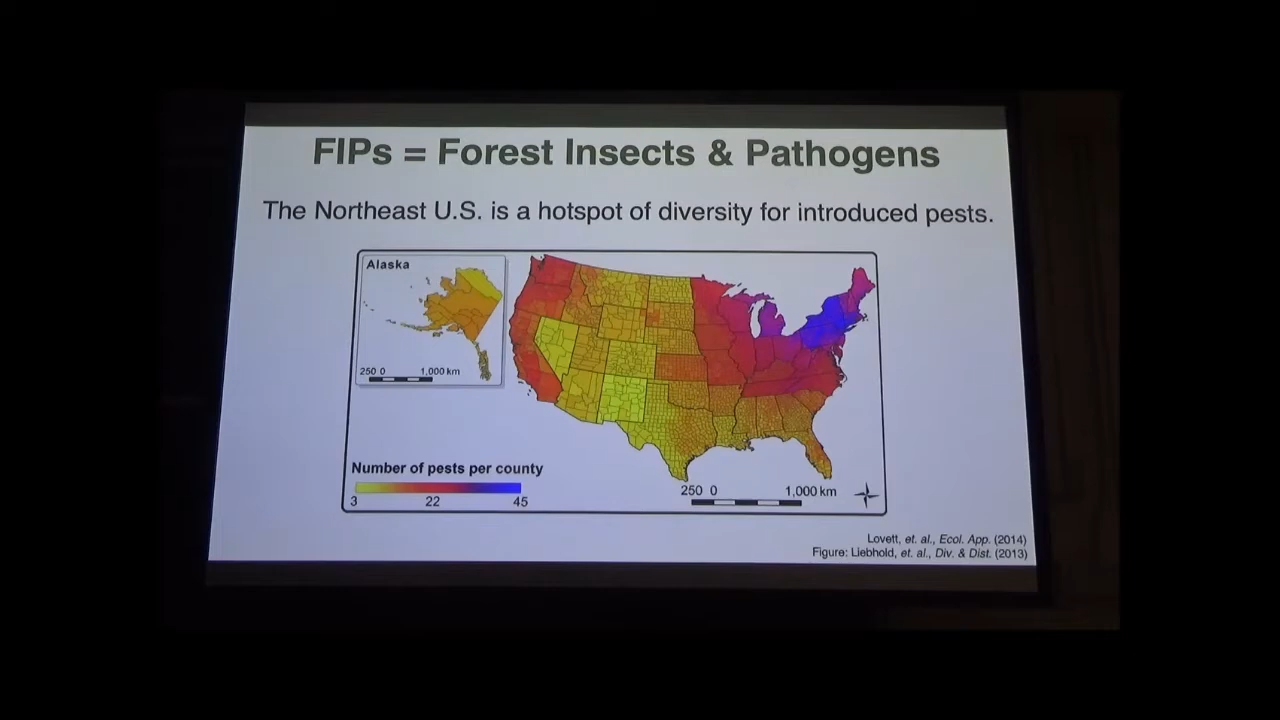 FIPs = Forest Insects & Pathogens
The Northeast U.S. is a hotspot of diversity for introduced pests.
Alaska
250 0 1,000 km
Number of pests per county
3 22 45
250 0 1,000 km
Lovett, et. al., Ecol. App. (2014)
Figure: Liebhold, et. al., Div. & Dist. (2013)